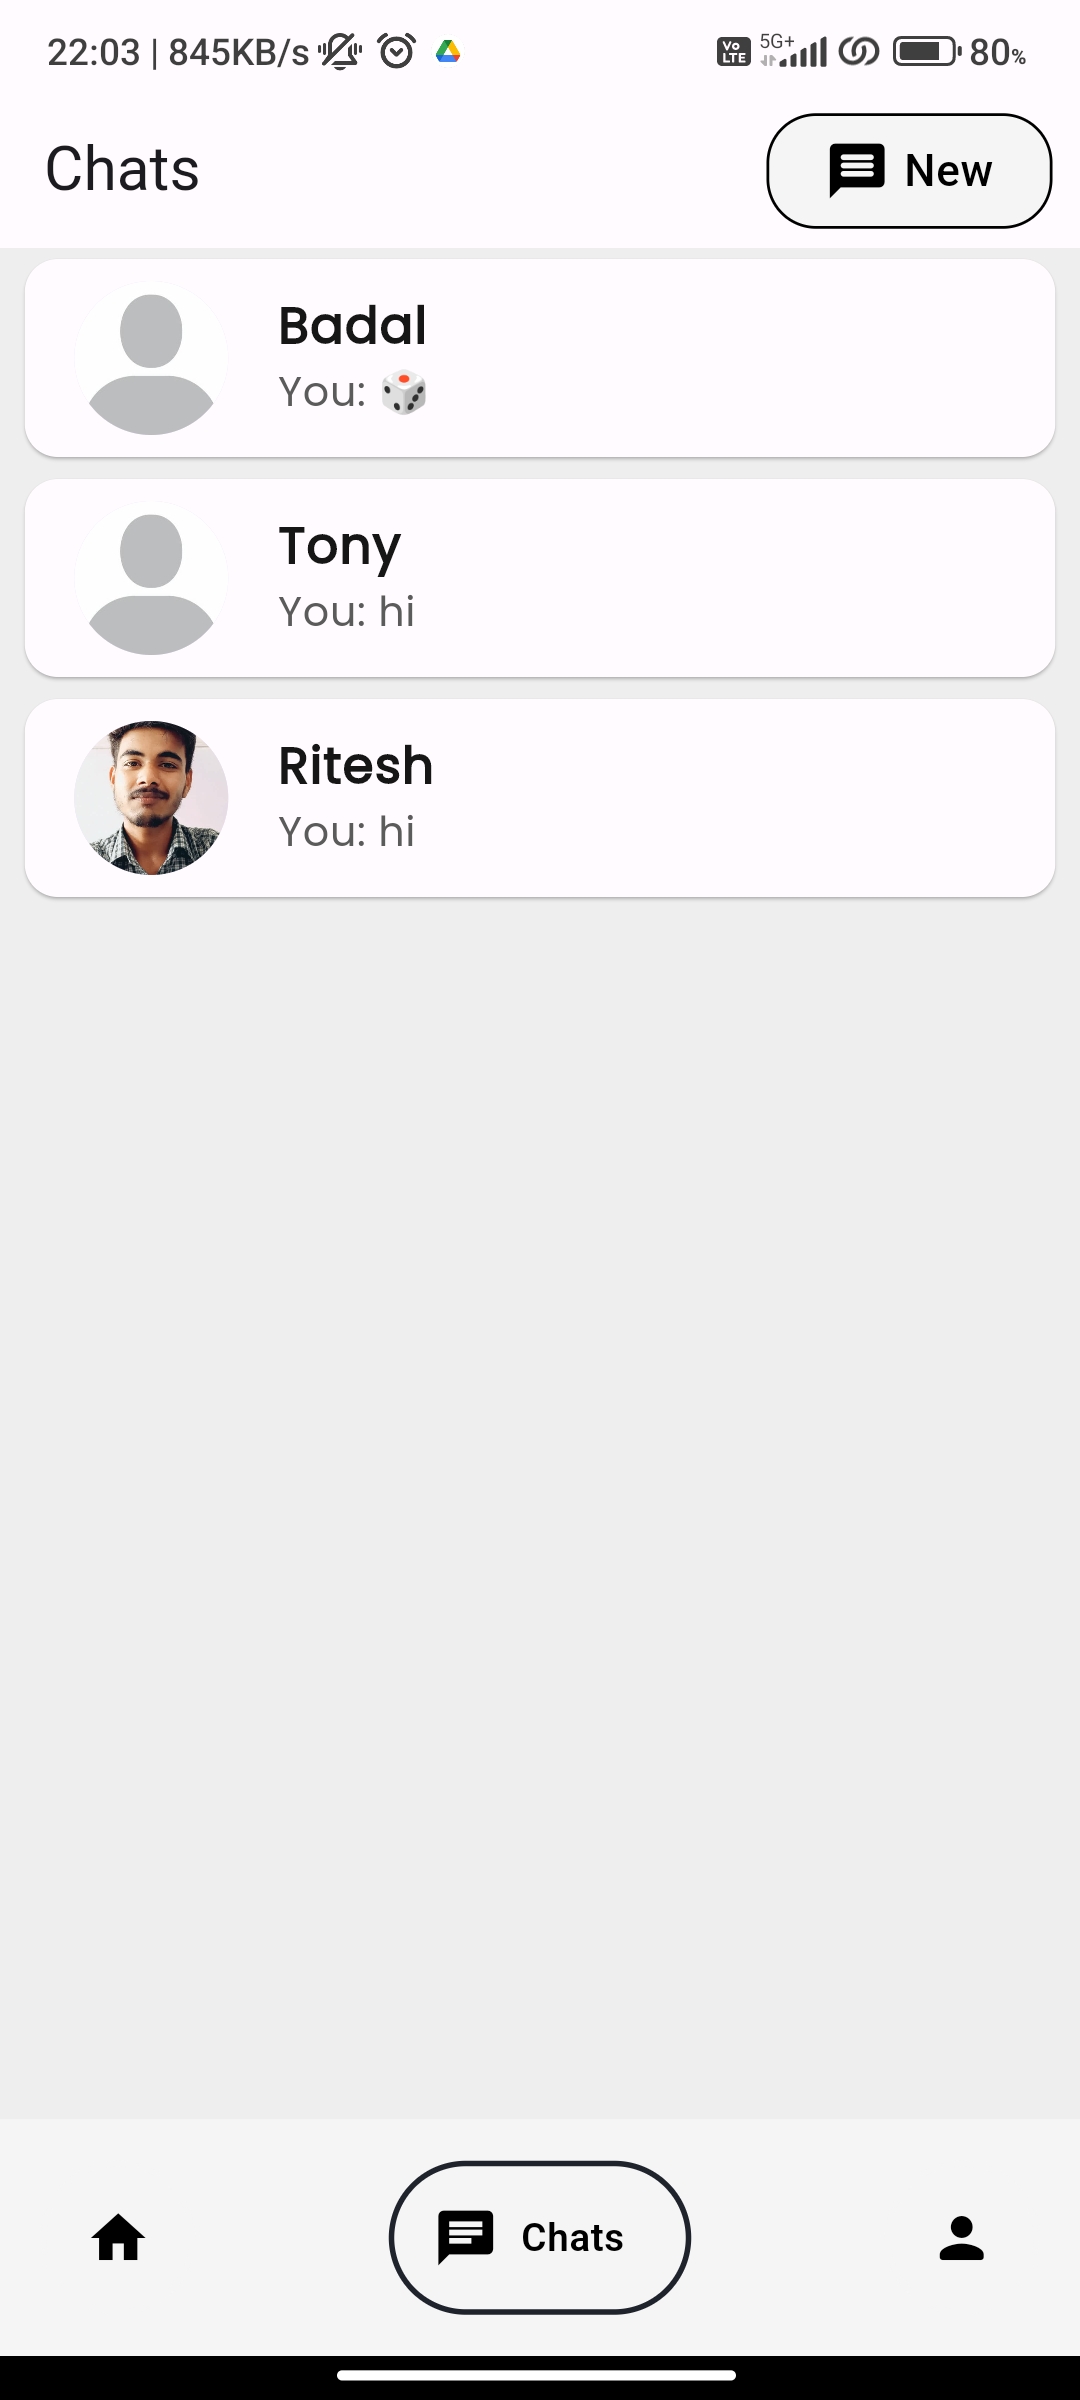 22:03 | 845KB/s
Vo LTE 5G+ 80%
Chats
New
Badal
You: 🎲
Tony
You: hi
Ritesh
You: hi
Chats